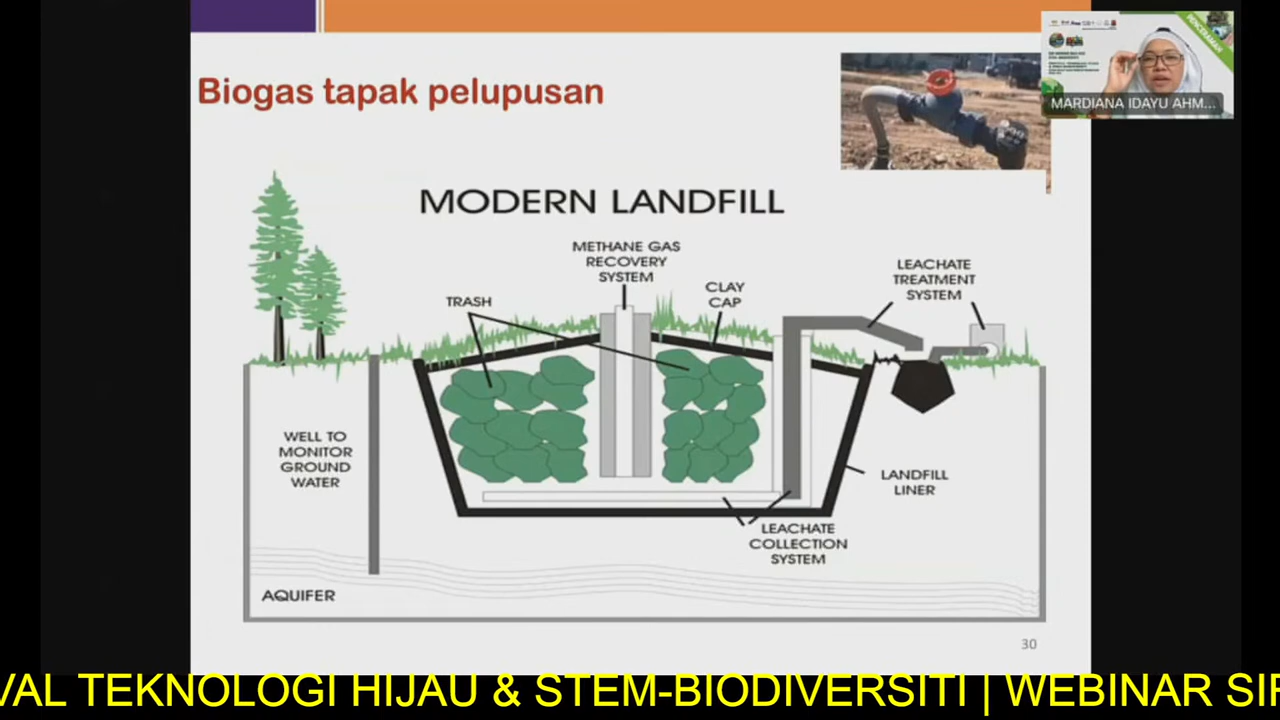 Biogas tapak pelupusan
PENCERAMAH
MARDIANA IDAYU AHM...
MODERN LANDFILL
METHANE GAS
RECOVERY
SYSTEM
TRASH
CLAY
CAP
LEACHATE
TREATMENT
SYSTEM
WELL TO
MONITOR
GROUND
WATER
LANDFILL
LINER
LEACHATE
COLLECTION
SYSTEM
AQUIFER
30
VAL TEKNOLOGI HIJAU & STEM-BIODIVERSITI | WEBINAR SIF